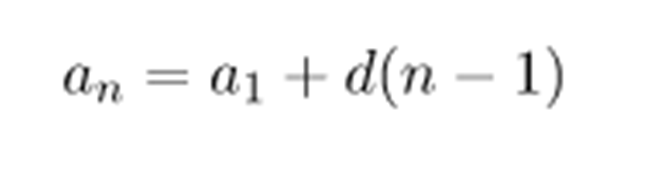 aₙ = a₁ + d(n − 1)